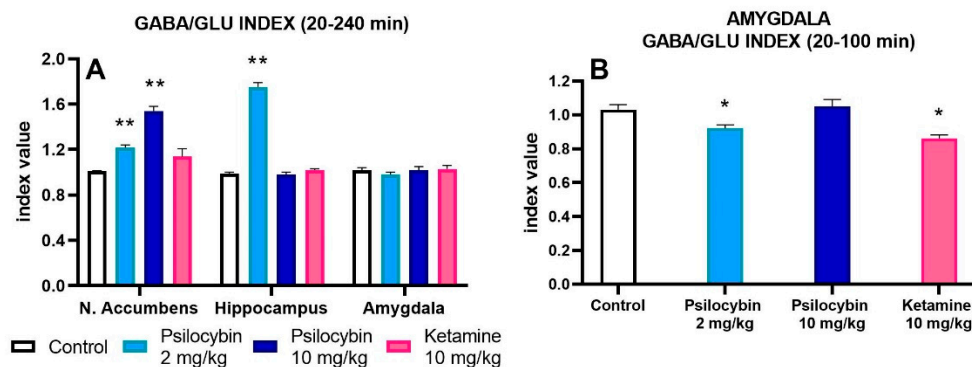 GABA/GLU INDEX (20-240 min)
A
index value
2.0
1.6
1.2
0.8
0.4
0.0
** ** **
N. Accumbens Hippocampus Amygdala
Control
Psilocybin
2 mg/kg
Psilocybin
10 mg/kg
Ketamine
10 mg/kg
AMYGDALA
GABA/GLU INDEX (20-100 min)
B
index value
1.2
1.0
0.8
0.6
0.4
0.2
0.0
* *
Control
Psilocybin
2 mg/kg
Psilocybin
10 mg/kg
Ketamine
10 mg/kg